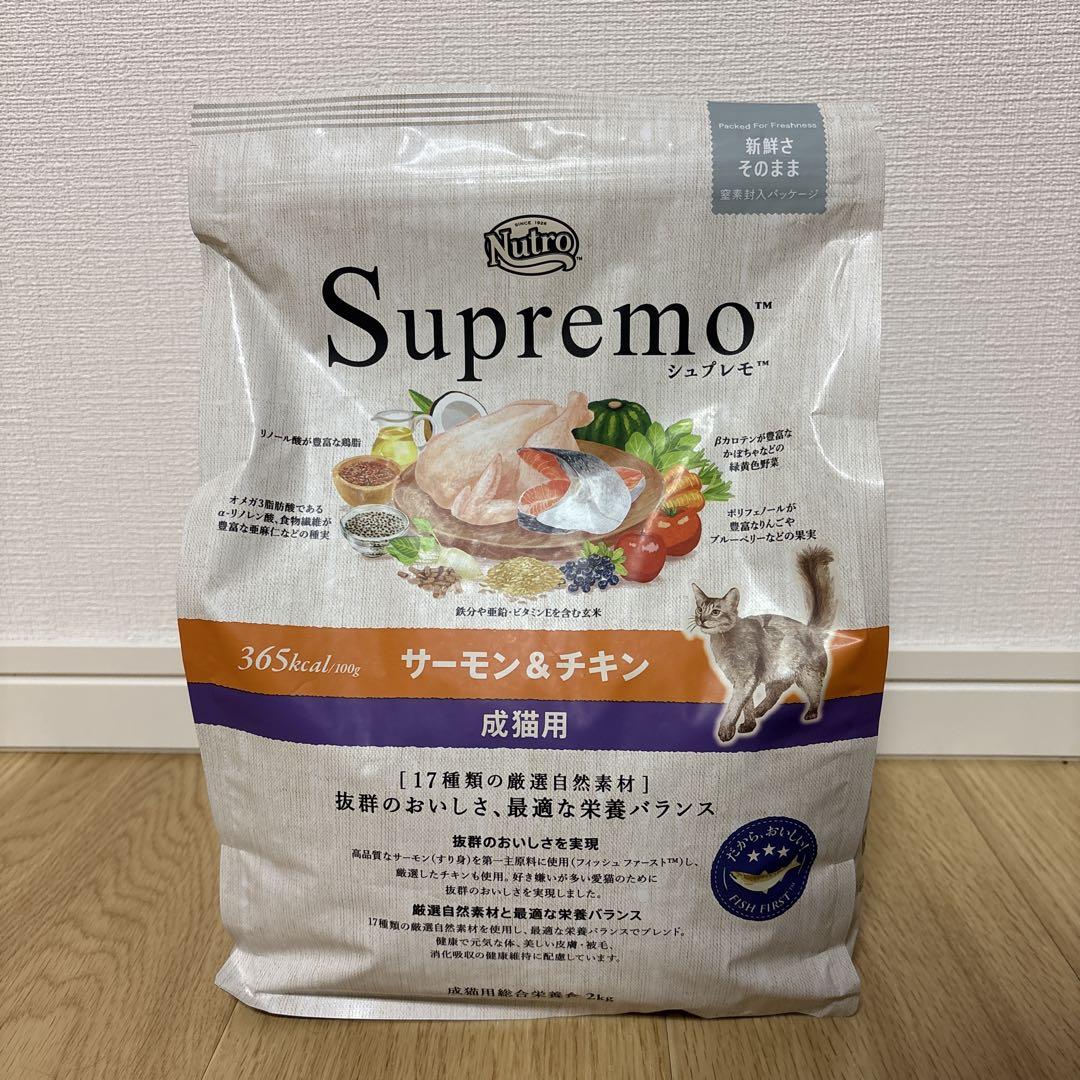 Packed For Freshness
新鮮さ
そのまま
窒素封入パッケージ
SINCE 1926
Nutro™
Supremo™
シュプレモ™
リノール酸が豊富な鶏脂
βカロテンが豊富な
かぼちゃなどの
緑黄色野菜
オメガ3脂肪酸である
α-リノレン酸、食物繊維が
豊富な亜麻仁などの種実
ポリフェノールが
豊富なりんごや
ブルーベリーなどの果実
鉄分や亜鉛・ビタミンEを含む玄米
365kcal/100g
サーモン&チキン
成猫用
[17種類の厳選自然素材]
抜群のおいしさ、最適な栄養バランス
抜群のおいしさを実現
高品質なサーモン(すり身)を第一主原料に使用(フィッシュ ファースト™)し、
厳選したチキンも使用。好き嫌いが多い愛猫のために
抜群のおいしさを実現しました。
だから、おいしい!
FISH FIRST™
厳選自然素材と最適な栄養バランス
17種類の厳選自然素材を使用し、最適な栄養バランスでブレンド。
健康で元気な体、美しい皮膚・被毛、
消化吸収の健康維持に配慮しています。
成猫用総合栄養食 2kg